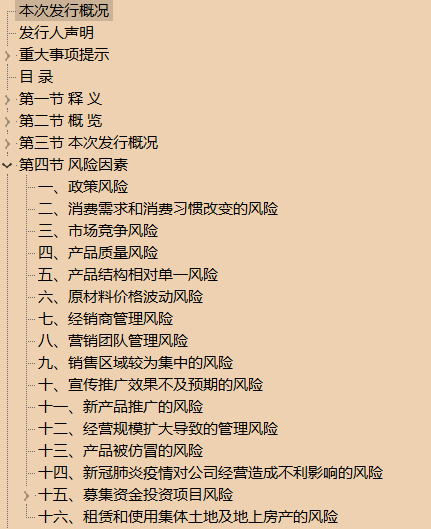 本次发行概况
发行人声明
重大事项提示
目 录
第一节 释 义
第二节 概 览
第三节 本次发行概况
第四节 风险因素
一、政策风险
二、消费需求和消费习惯改变的风险
三、市场竞争风险
四、产品质量风险
五、产品结构相对单一风险
六、原材料价格波动风险
七、经销商管理风险
八、营销团队管理风险
九、销售区域较为集中的风险
十、宣传推广效果不及预期的风险
十一、新产品推广的风险
十二、经营规模扩大导致的管理风险
十三、产品被仿冒的风险
十四、新冠肺炎疫情对公司经营造成不利影响的风险
十五、募集资金投资项目风险
十六、租赁和使用集体土地及地上房产的风险